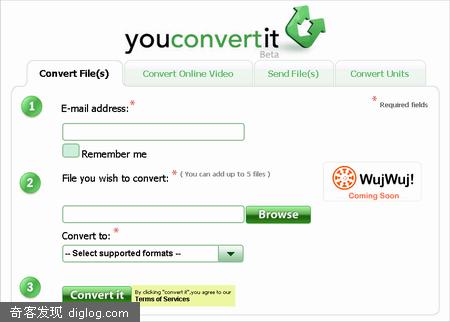 youconvertit
Beta
Convert File(s)
Convert Online Video
Send File(s)
Convert Units
1
E-mail address:*
* Required fields
Remember me
2
File you wish to convert: * ( You can add up to 5 files )
WujWuj!
Coming Soon
Browse
Convert to: *
-- Select supported formats --
3
Convert it
By clicking "convert it",you agree to our
Terms of Services
奇客发现 diglog.com